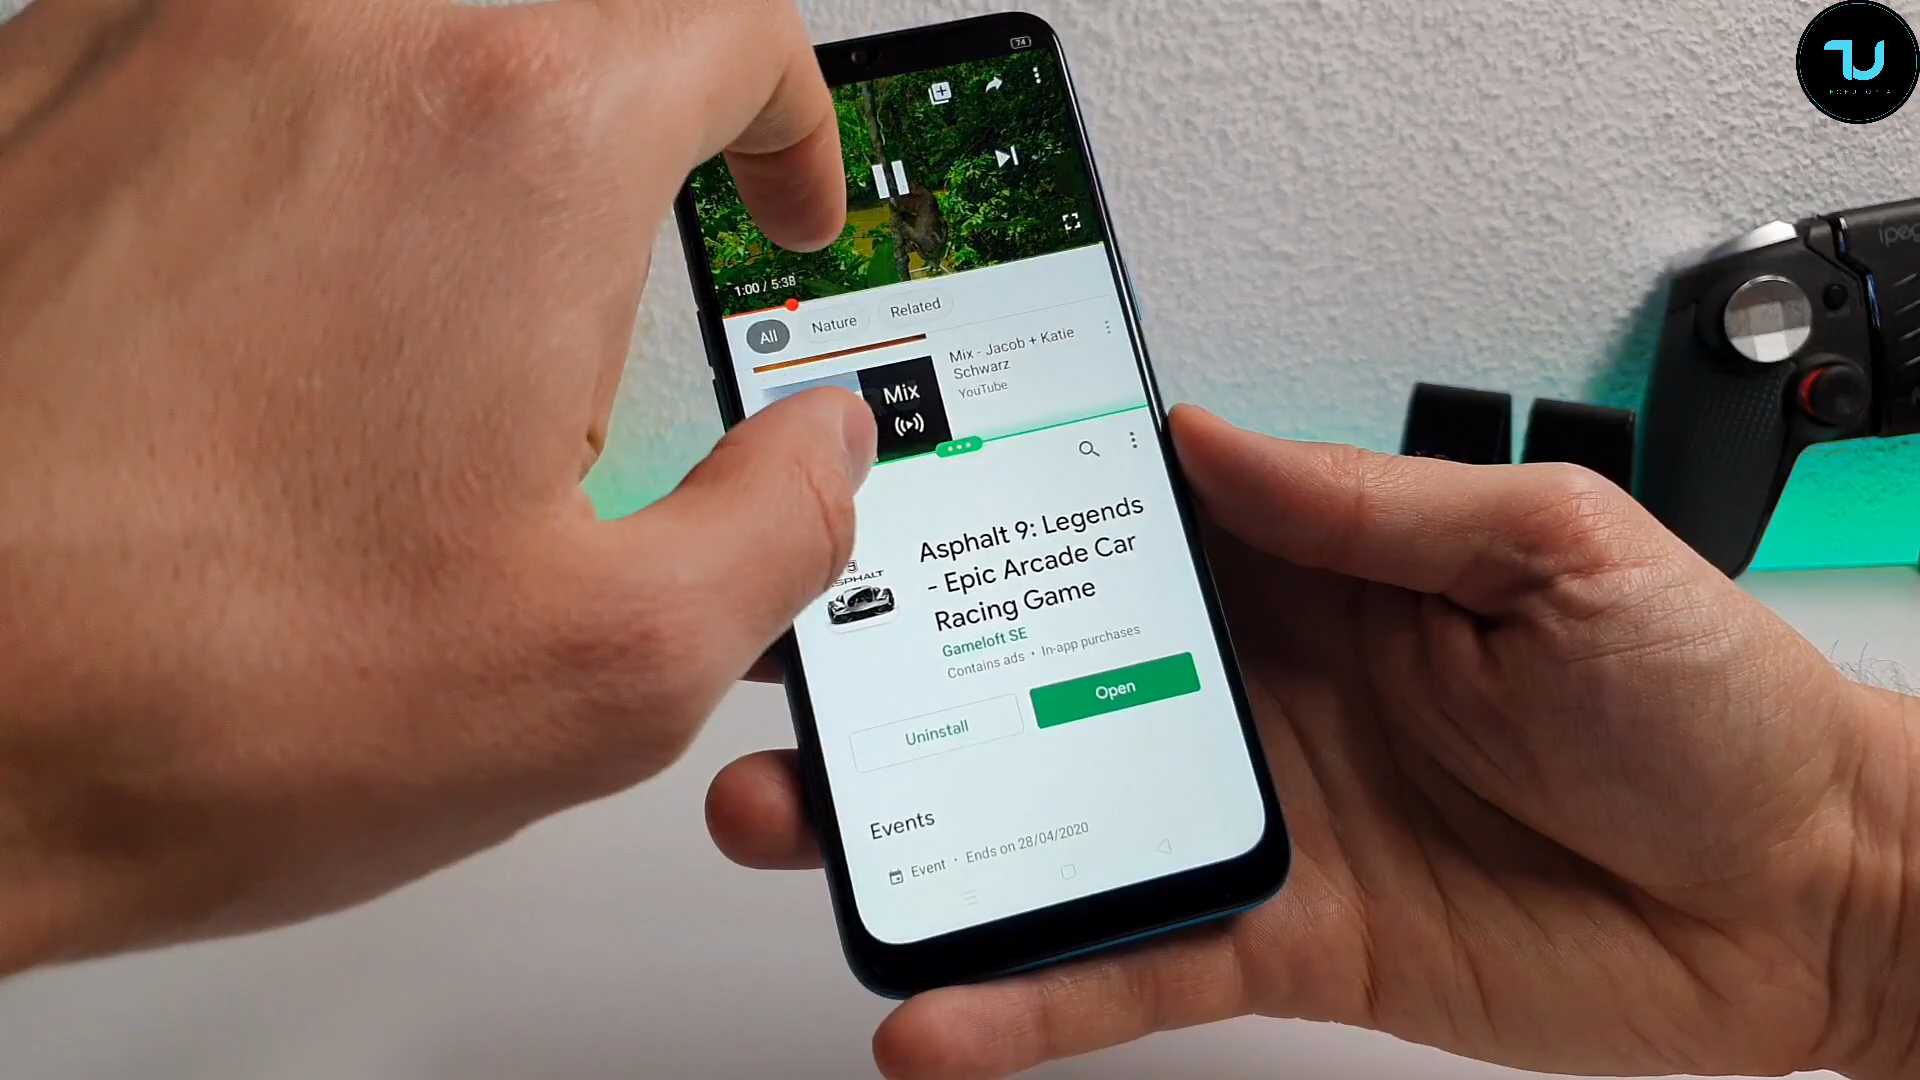 74
1:00 / 5:38
All
Nature
Related
Mix - Jacob + Katie
Schwarz
YouTube
Mix
Asphalt 9: Legends
- Epic Arcade Car
Racing Game
Gameloft SE
Contains ads • In-app purchases
Uninstall
Open
Events
Event • Ends on 28/04/2020